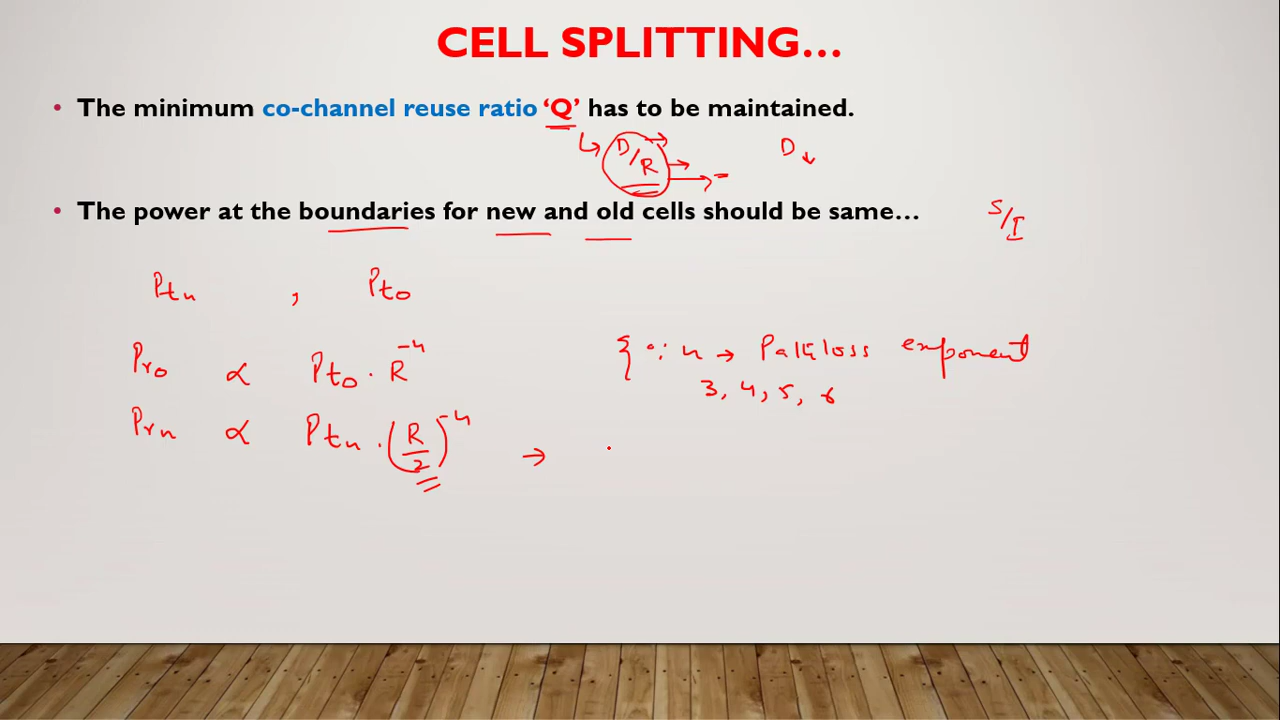 CELL SPLITTING...
• The minimum co-channel reuse ratio ‘Q’ has to be maintained.
↳ D/R → D↓
• The power at the boundaries for new and old cells should be same...
S/I
Ptn , Pto
Pro ∝ Pto · R^-n
{ ∵ n → Pathloss exponent
3, 4, 5, 6
Prn ∝ Ptn · (R/2)^-n →